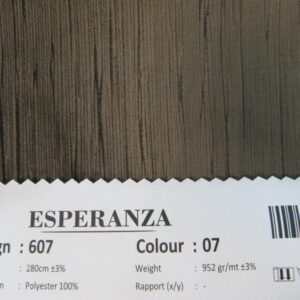 ESPERANZA
gn : 607 Colour : 07
: 280cm ±3% Weight : 952 gr/mt ±3%
n : Polyester 100% Rapport (x/y) : -